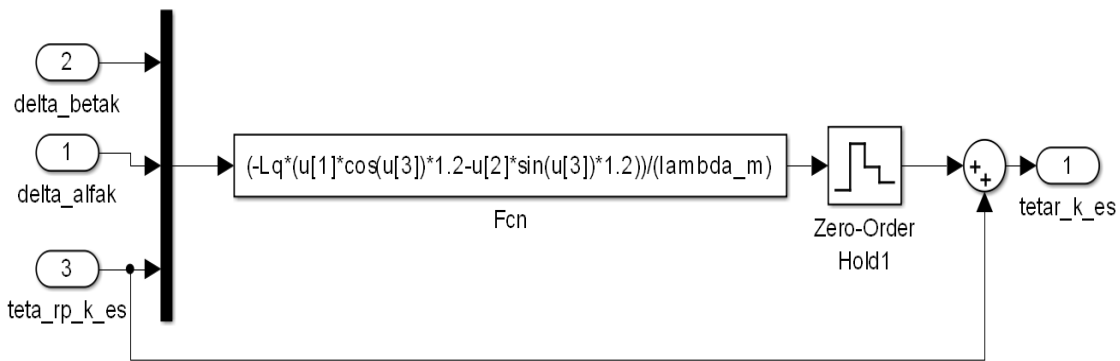 2
delta_betak
1
delta_alfak
3
teta_rp_k_es
(-Lq*(u[1]*cos(u[3])*1.2-u[2]*sin(u[3])*1.2))/(lambda_m)
Fcn
Zero-Order
Hold1
+
+
1
tetar_k_es